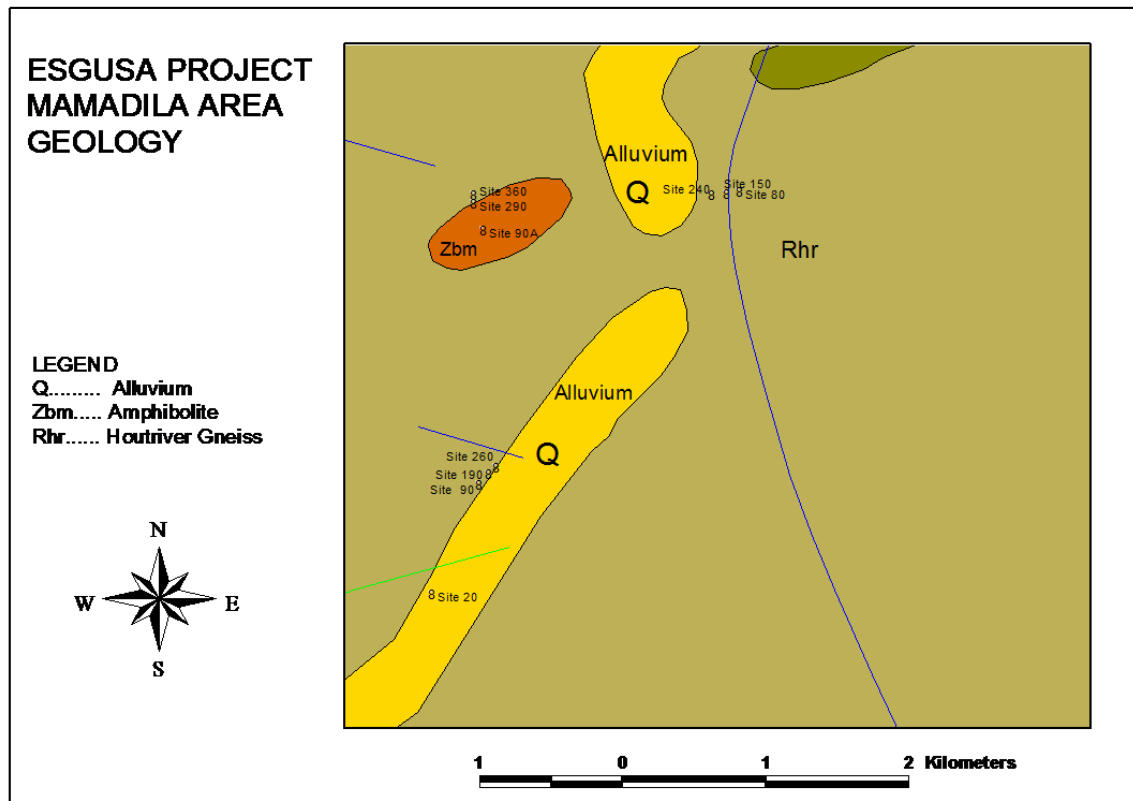 ESGUSA PROJECT
MAMADILA AREA
GEOLOGY
Alluvium
Q
Site 240
Site 150
Site 80
Site 360
Site 290
Site 90A
Zbm
Rhr
Alluvium
Q
Site 260
Site 190
Site 90
Site 20
LEGEND
Q......... Alluvium
Zbm..... Amphibolite
Rhr...... Houtriver Gneiss
N
W E
S
1 0 1 2 Kilometers